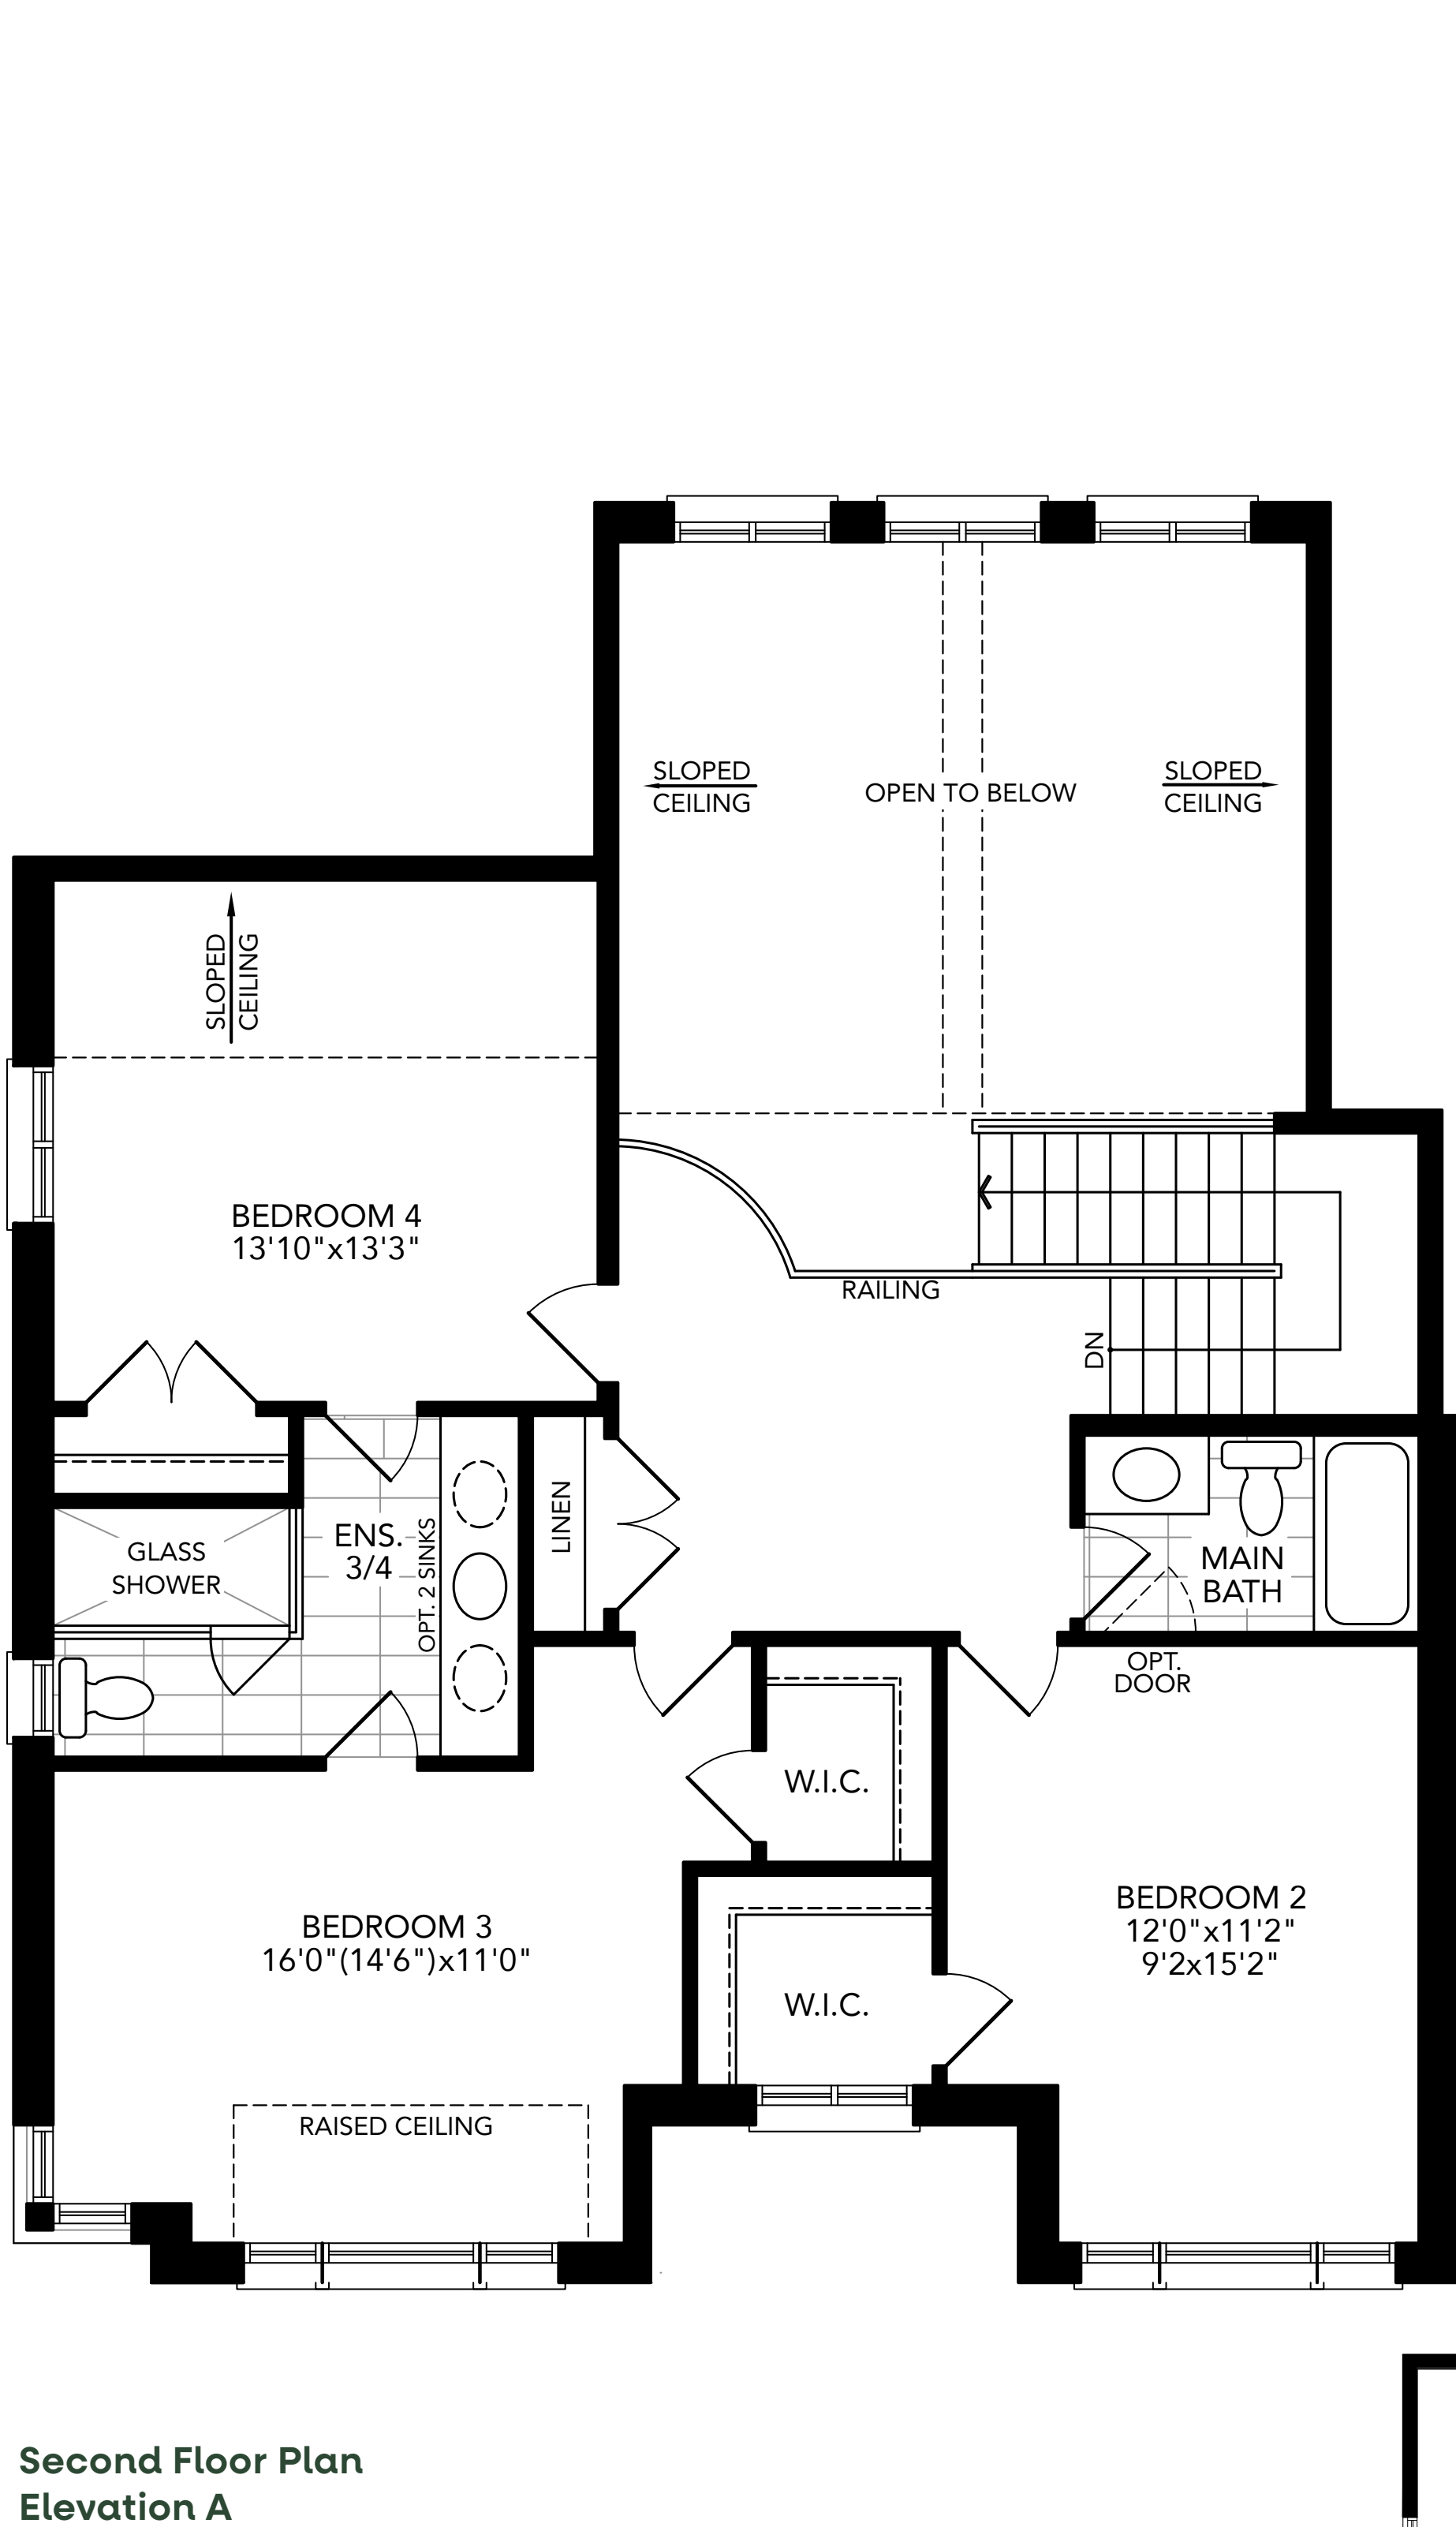 SLOPED
CEILING
OPEN TO BELOW
SLOPED
CEILING
SLOPED
CEILING
BEDROOM 4
13'10"x13'3"
RAILING
DN
LINEN
GLASS
SHOWER
ENS.
3/4
OPT. 2 SINKS
MAIN
BATH
OPT.
DOOR
W.I.C.
BEDROOM 3
16'0"(14'6")x11'0"
BEDROOM 2
12'0"x11'2"
9'2x15'2"
W.I.C.
RAISED CEILING
Second Floor Plan
Elevation A